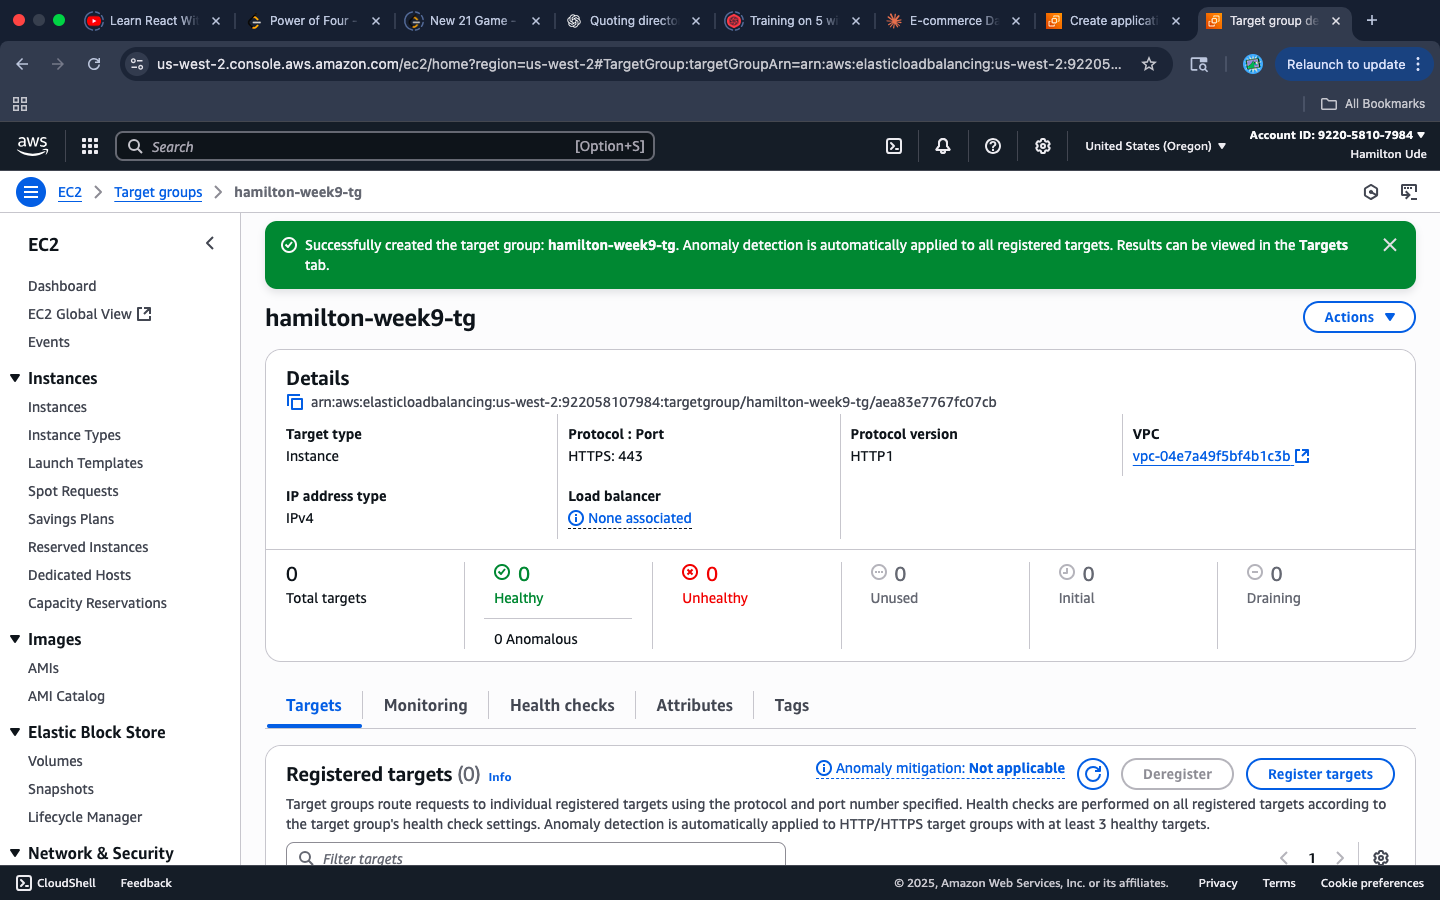 Learn React Wit
Power of Four -
New 21 Game -
Quoting directo
Training on 5 wi
E-commerce Da
Create applicati
Target group de
us-west-2.console.aws.amazon.com/ec2/home?region=us-west-2#TargetGroup:targetGroupArn=arn:aws:elasticloadbalancing:us-west-2:92205...
Relaunch to update
All Bookmarks
aws
Search
[Option+S]
United States (Oregon)
Account ID: 9220-5810-7984
Hamilton Ude
EC2
Target groups
hamilton-week9-tg
EC2
Dashboard
EC2 Global View
Events
Instances
Instances
Instance Types
Launch Templates
Spot Requests
Savings Plans
Reserved Instances
Dedicated Hosts
Capacity Reservations
Images
AMIs
AMI Catalog
Elastic Block Store
Volumes
Snapshots
Lifecycle Manager
Network & Security
Successfully created the target group: hamilton-week9-tg. Anomaly detection is automatically applied to all registered targets. Results can be viewed in the Targets
tab.
hamilton-week9-tg
Actions
Details
arn:aws:elasticloadbalancing:us-west-2:922058107984:targetgroup/hamilton-week9-tg/aea83e7767fc07cb
Target type
Instance
Protocol : Port
HTTPS: 443
Protocol version
HTTP1
VPC
vpc-04e7a49f5bf4b1c3b
IP address type
IPv4
Load balancer
None associated
0
Total targets
0
Healthy
0 Anomalous
0
Unhealthy
0
Unused
0
Initial
0
Draining
Targets
Monitoring
Health checks
Attributes
Tags
Registered targets (0) Info
Anomaly mitigation: Not applicable
Deregister
Register targets
Target groups route requests to individual registered targets using the protocol and port number specified. Health checks are performed on all registered targets according to
the target group's health check settings. Anomaly detection is automatically applied to HTTP/HTTPS target groups with at least 3 healthy targets.
Filter targets
1
CloudShell
Feedback
© 2025, Amazon Web Services, Inc. or its affiliates.
Privacy
Terms
Cookie preferences